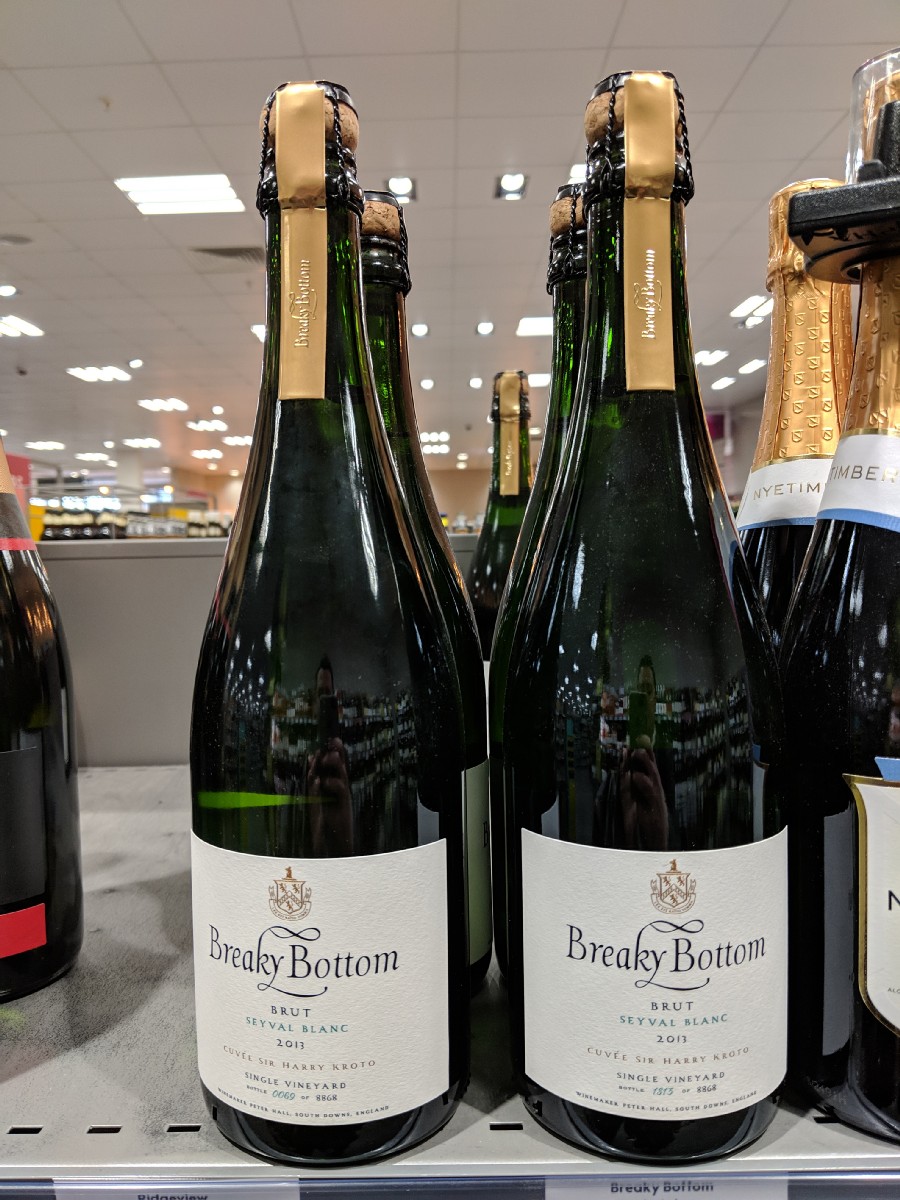 Breaky Bottom
Breaky Bottom
NYETIM
TIMBER
Breaky Bottom
BRUT
SEYVAL BLANC
2013
CUVÉE SIR HARRY KROTO
SINGLE VINEYARD
BOTTLE 0069 OF 8868
WINEMAKER PETER HALL, SOUTH DOWNS, ENGLAND
Breaky Bottom
BRUT
SEYVAL BLANC
2013
CUVÉE SIR HARRY KROTO
SINGLE VINEYARD
BOTTLE 1313 OF 8868
WINEMAKER PETER HALL, SOUTH DOWNS, ENGLAND
N
Ridgeview
Breaky Bottom